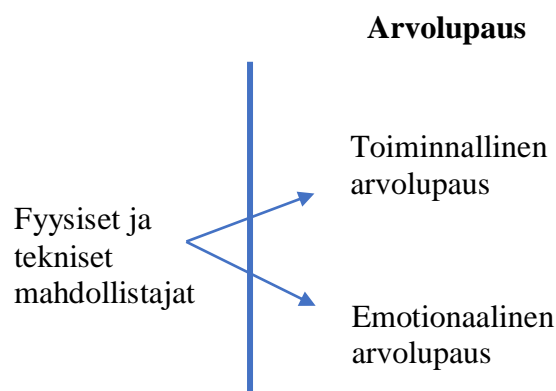 Arvolupaus
Toiminnallinen
arvolupaus
Fyysiset ja
tekniset
mahdollistajat
Emotionaalinen
arvolupaus